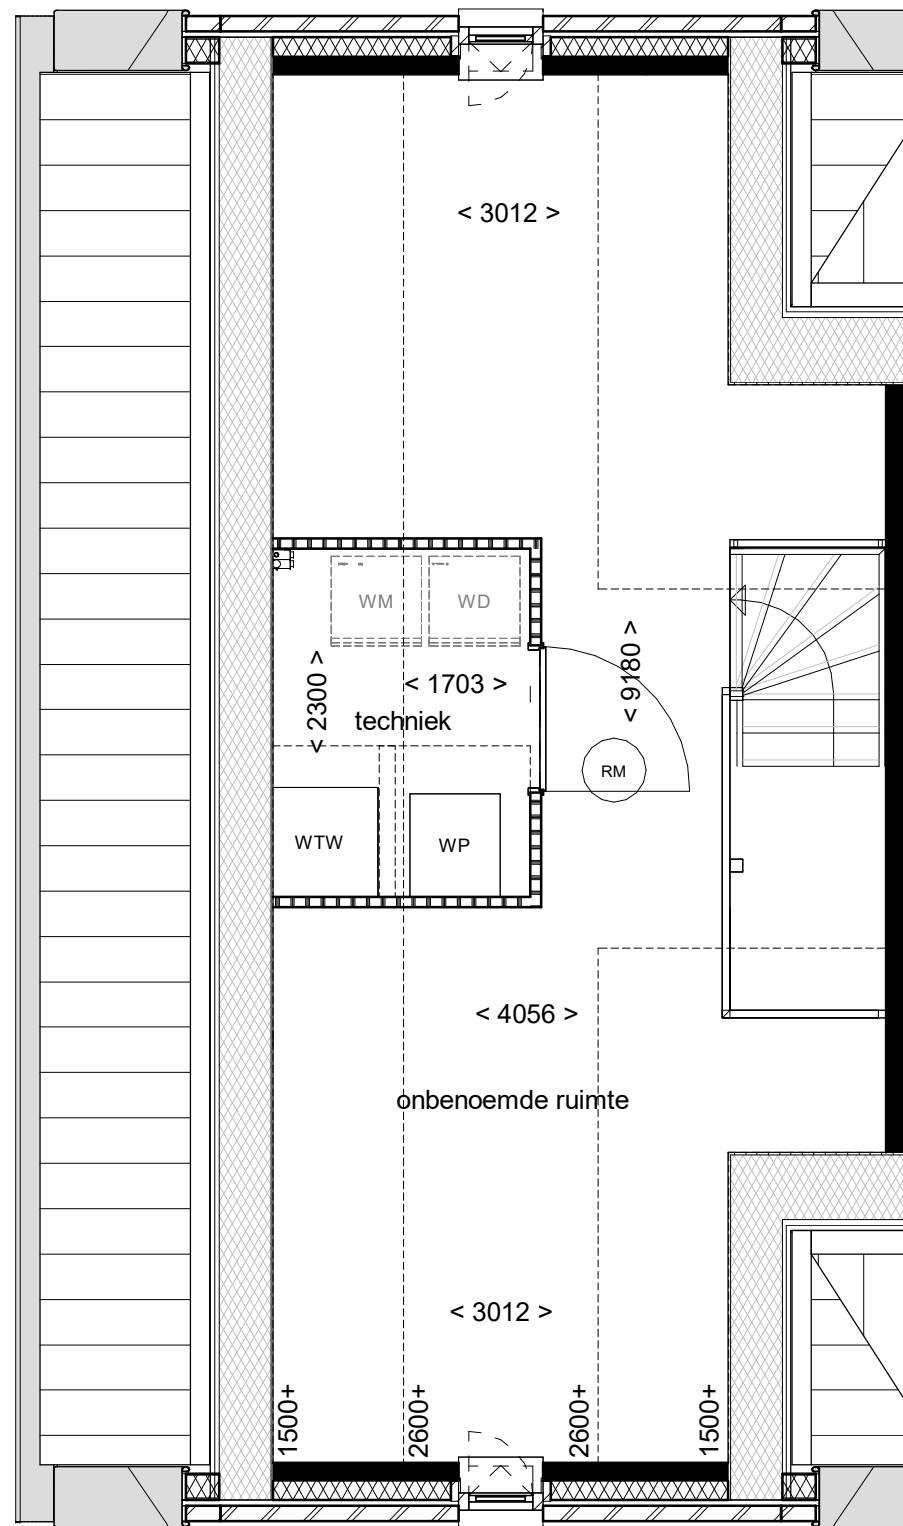 < 3012 >
WM
WD
< 2300 >
< 1703 >
< 9180 >
techniek
RM
WTW
WP
< 4056 >
onbenoemde ruimte
< 3012 >
1500+
2600+
2600+
1500+